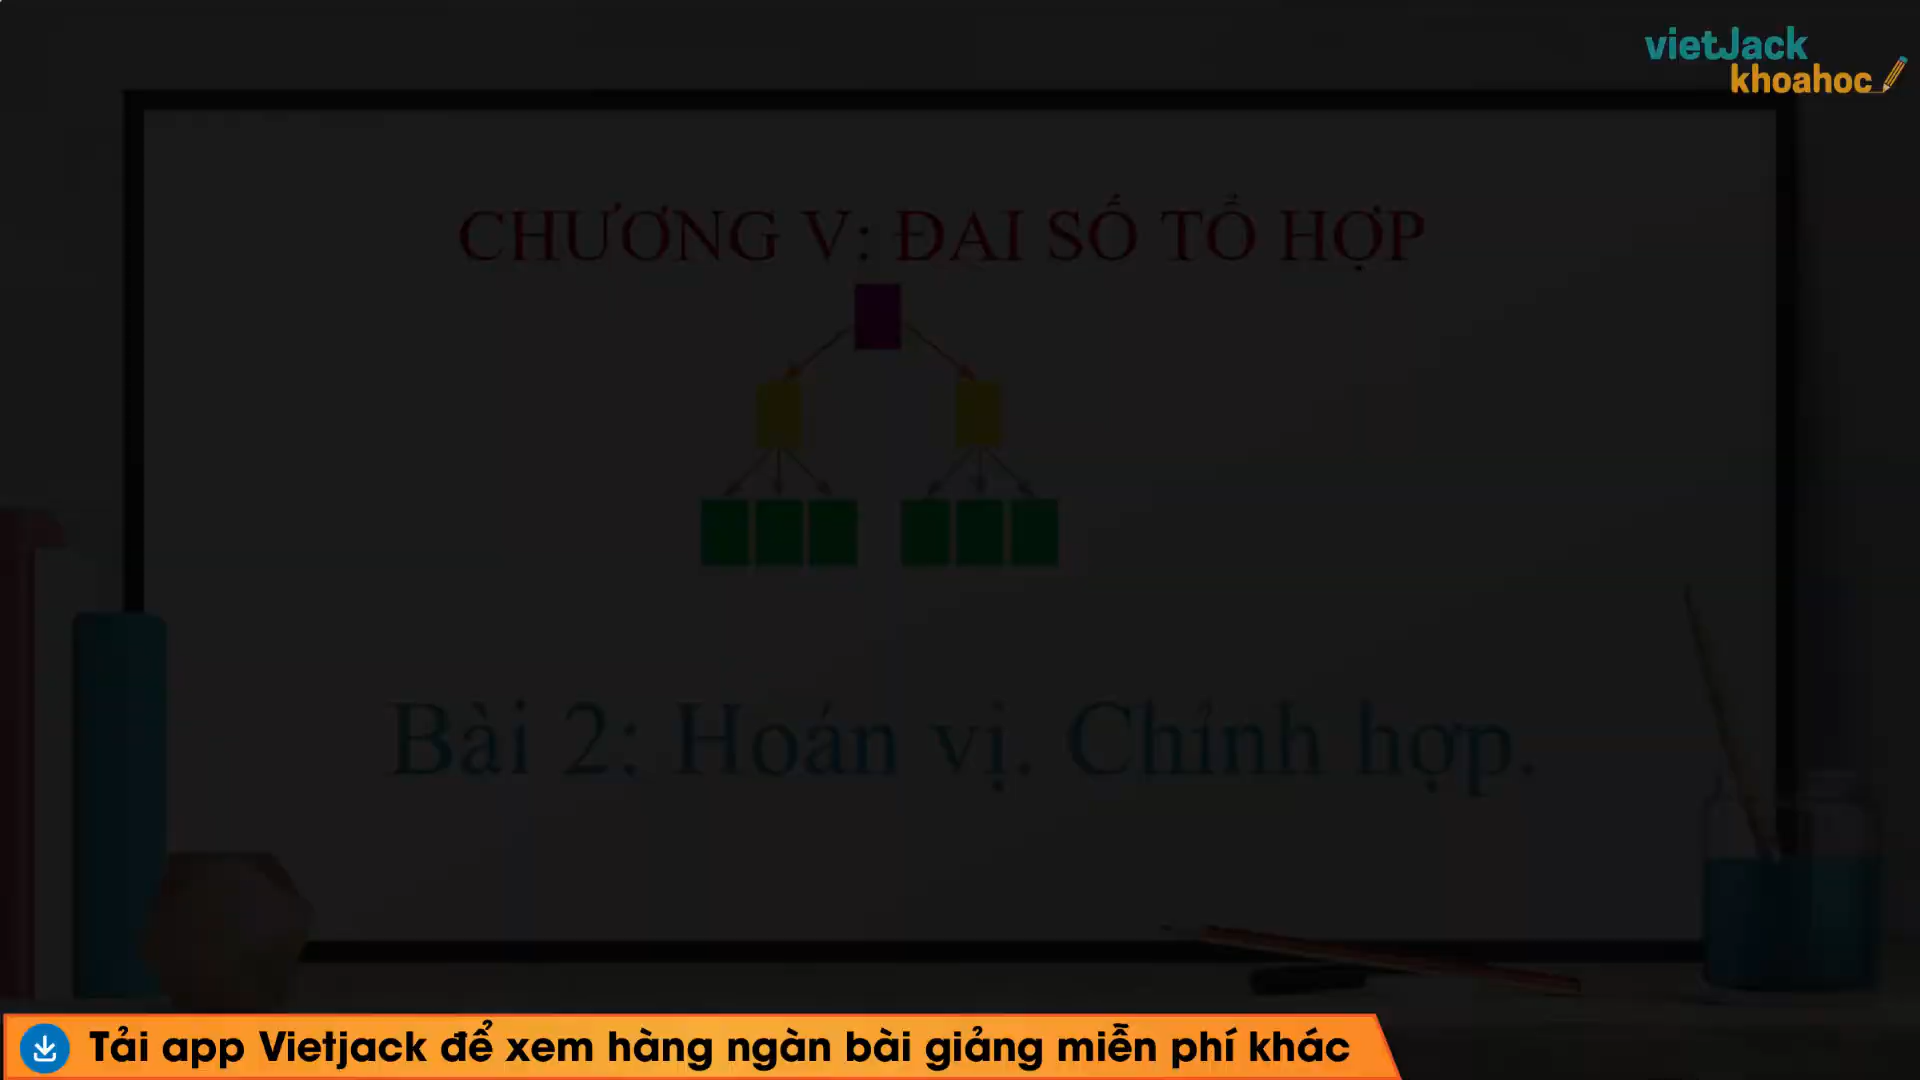 vietJack
khoahoc
CHƯƠNG V: ĐAI SỐ TỔ HỢP
Bài 2: Hoán vị. Chỉnh hợp.
Tải app Vietjack để xem hàng ngàn bài giảng miễn phí khác